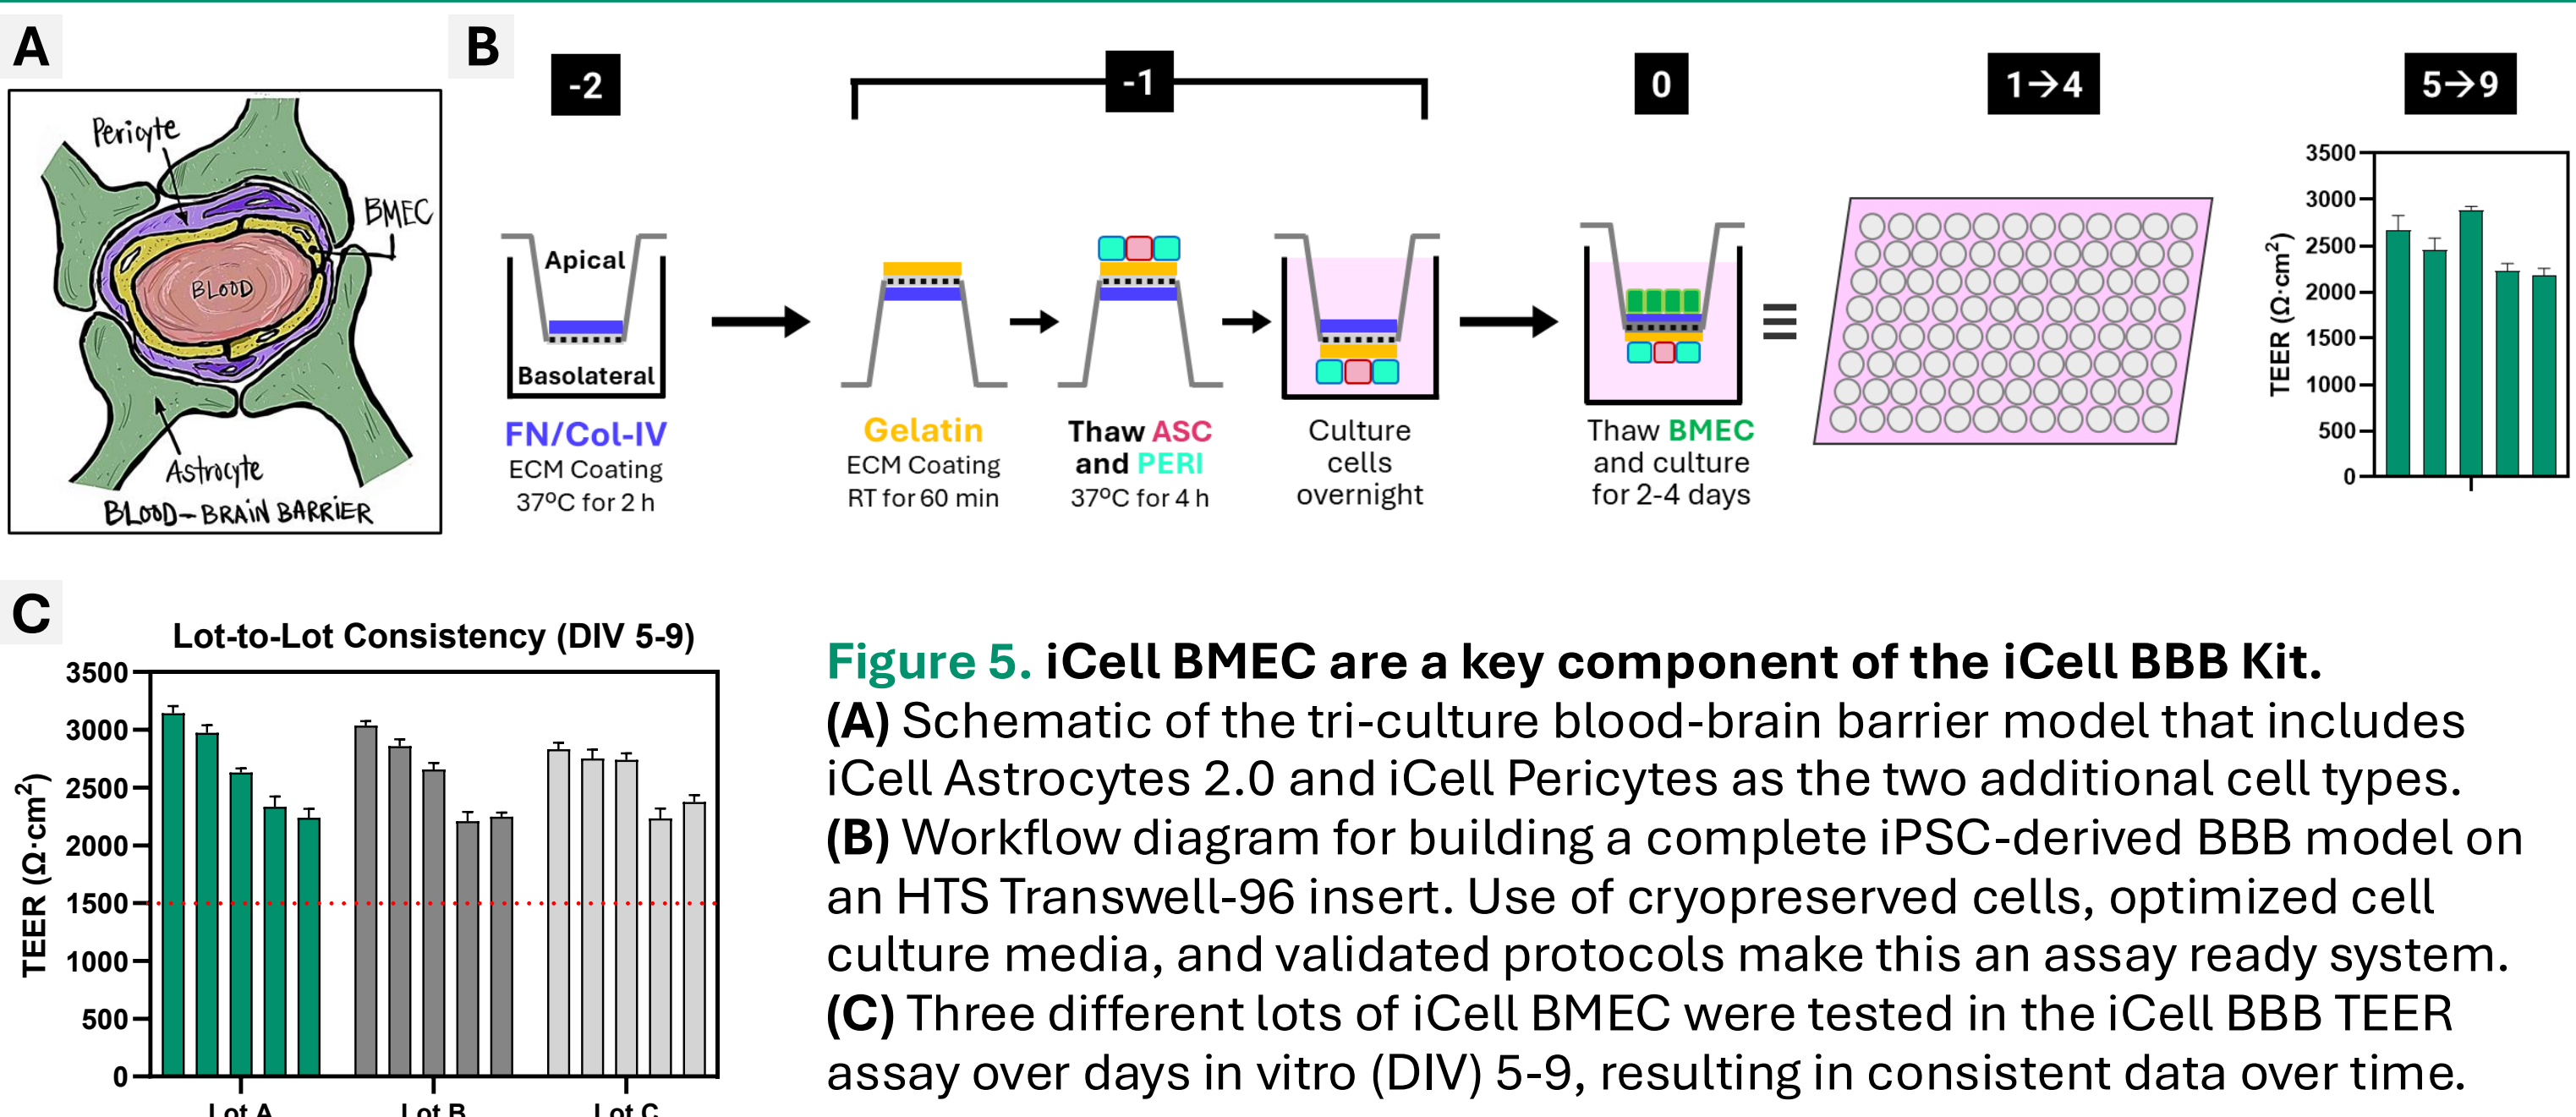 A
Pericyte
BMEC
BLOOD
Astrocyte
BLOOD-BRAIN BARRIER
B
-2
-1
0
1→4
5→9
Apical
Basolateral
FN/Col-IV
ECM Coating
37ºC for 2 h
Gelatin
ECM Coating
RT for 60 min
Thaw ASC
and PERI
37ºC for 4 h
Culture
cells
overnight
Thaw BMEC
and culture
for 2-4 days
TEER (Ω·cm²)
3500
3000
2500
2000
1500
1000
500
0
C
Lot-to-Lot Consistency (DIV 5-9)
TEER (Ω·cm²)
3500
3000
2500
2000
1500
1000
500
0
Lot A
Lot B
Lot C
Figure 5. iCell BMEC are a key component of the iCell BBB Kit.
(A) Schematic of the tri-culture blood-brain barrier model that includes
iCell Astrocytes 2.0 and iCell Pericytes as the two additional cell types.
(B) Workflow diagram for building a complete iPSC-derived BBB model on
an HTS Transwell-96 insert. Use of cryopreserved cells, optimized cell
culture media, and validated protocols make this an assay ready system.
(C) Three different lots of iCell BMEC were tested in the iCell BBB TEER
assay over days in vitro (DIV) 5-9, resulting in consistent data over time.